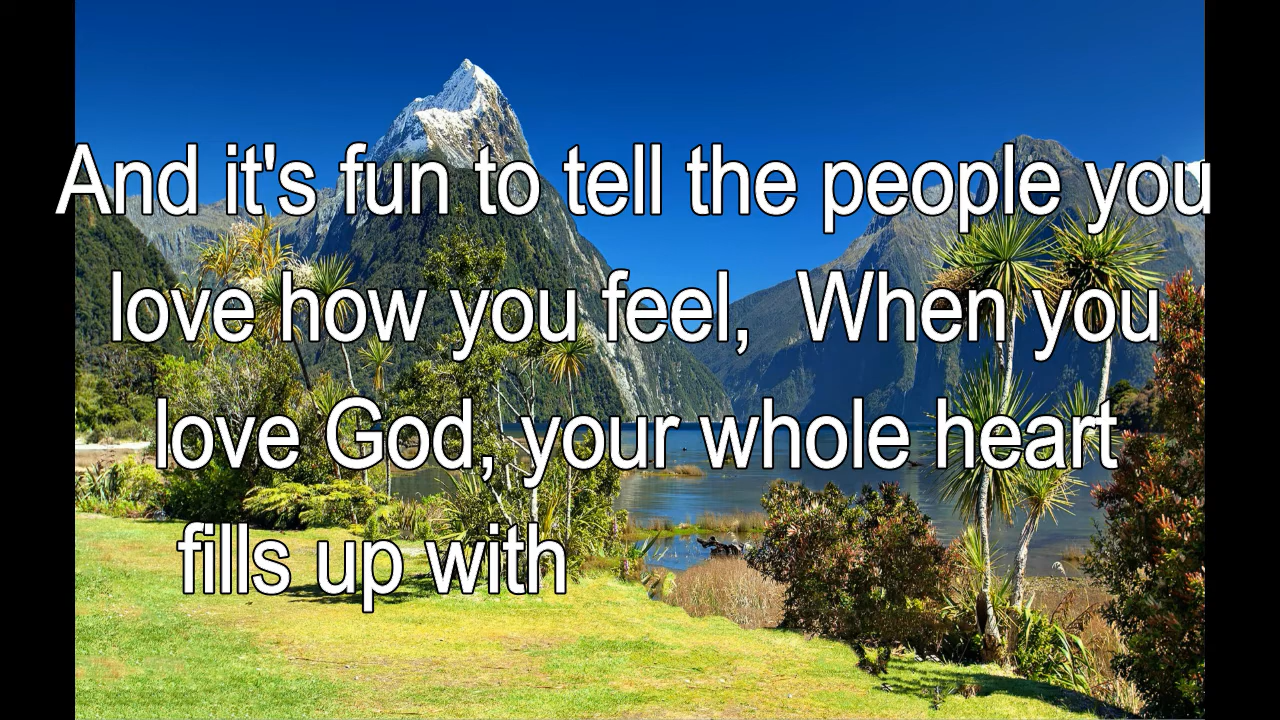 And it's fun to tell the people you
love how you feel,  When you
love God, your whole heart
fills up with